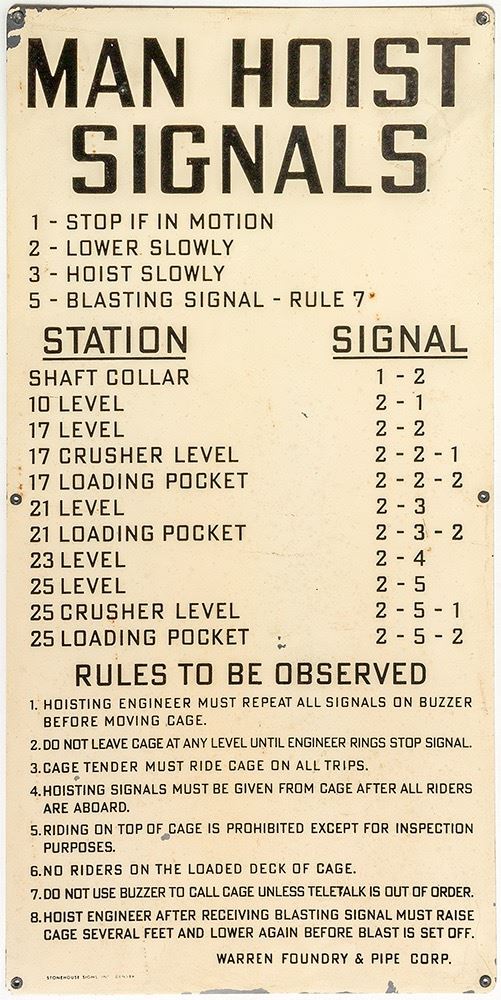 MAN HOIST
SIGNALS
1 - STOP IF IN MOTION
2 - LOWER SLOWLY
3 - HOIST SLOWLY
5 - BLASTING SIGNAL - RULE 7
STATION SIGNAL
SHAFT COLLAR 1 - 2
10 LEVEL 2 - 1
17 LEVEL 2 - 2
17 CRUSHER LEVEL 2 - 2 - 1
17 LOADING POCKET 2 - 2 - 2
21 LEVEL 2 - 3
21 LOADING POCKET 2 - 3 - 2
23 LEVEL 2 - 4
25 LEVEL 2 - 5
25 CRUSHER LEVEL 2 - 5 - 1
25 LOADING POCKET 2 - 5 - 2
RULES TO BE OBSERVED
1. HOISTING ENGINEER MUST REPEAT ALL SIGNALS ON BUZZER
BEFORE MOVING CAGE.
2. DO NOT LEAVE CAGE AT ANY LEVEL UNTIL ENGINEER RINGS STOP SIGNAL.
3. CAGE TENDER MUST RIDE CAGE ON ALL TRIPS.
4. HOISTING SIGNALS MUST BE GIVEN FROM CAGE AFTER ALL RIDERS
ARE ABOARD.
5. RIDING ON TOP OF CAGE IS PROHIBITED EXCEPT FOR INSPECTION
PURPOSES.
6. NO RIDERS ON THE LOADED DECK OF CAGE.
7. DO NOT USE BUZZER TO CALL CAGE UNLESS TELETALK IS OUT OF ORDER.
8. HOIST ENGINEER AFTER RECEIVING BLASTING SIGNAL MUST RAISE
CAGE SEVERAL FEET AND LOWER AGAIN BEFORE BLAST IS SET OFF.
WARREN FOUNDRY & PIPE CORP.
STONEHOUSE SIGNS INC DENVER